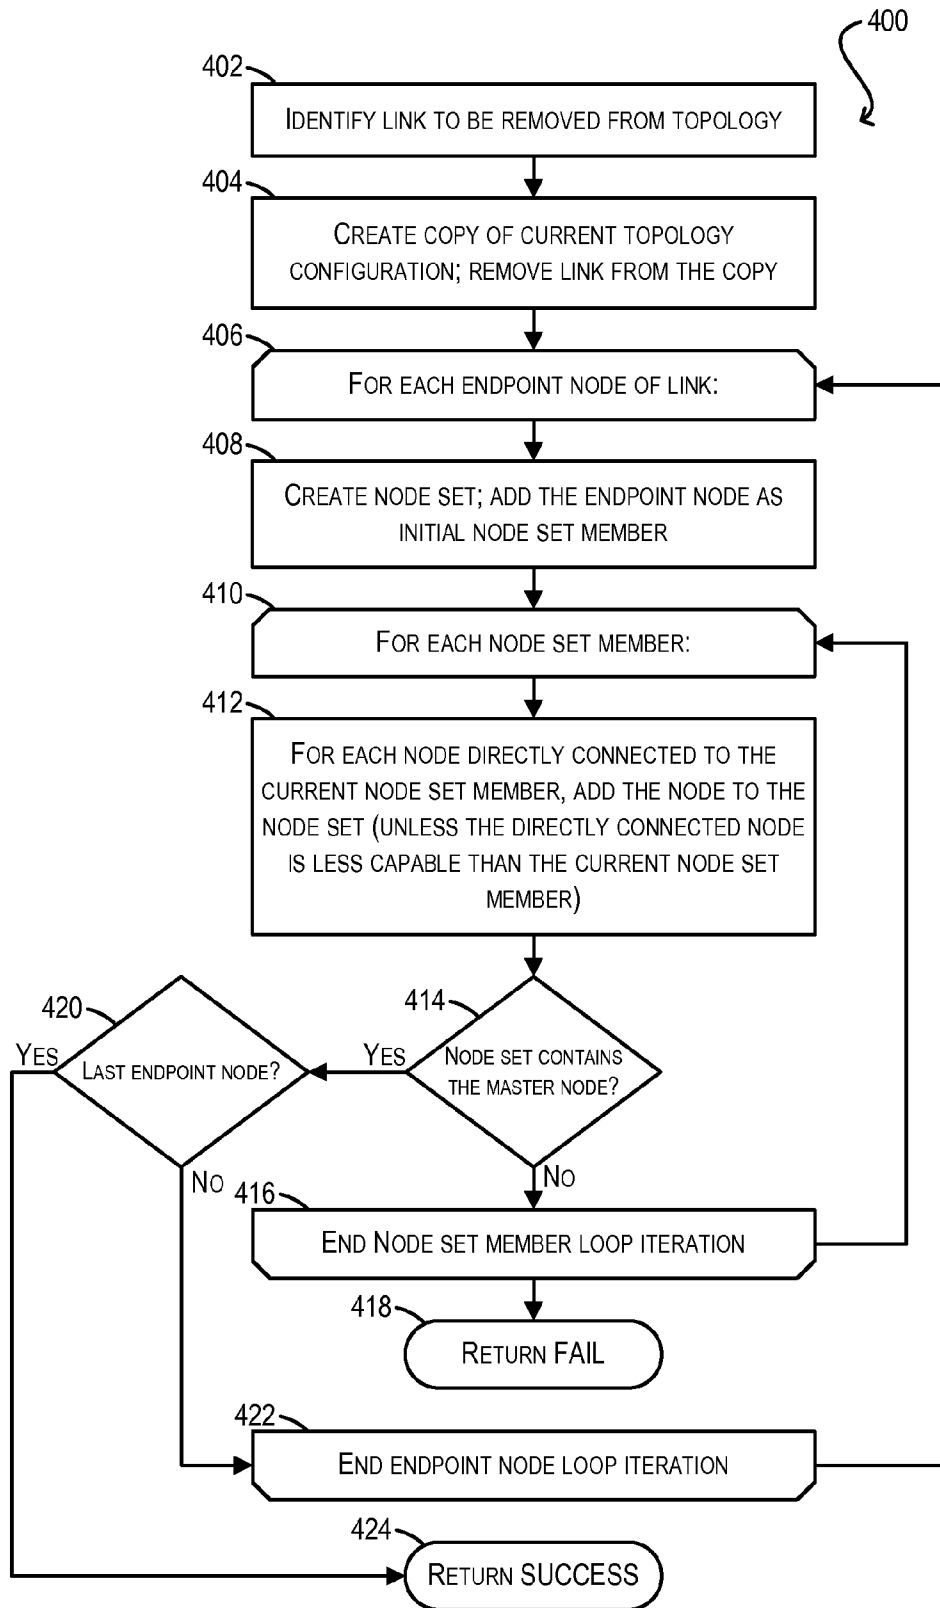 400
402
Identify link to be removed from topology
404
Create copy of current topology
configuration; remove link from the copy
406
For each endpoint node of link:
408
Create node set; add the endpoint node as
initial node set member
410
For each node set member:
412
For each node directly connected to the
current node set member, add the node to the
node set (unless the directly connected node
is less capable than the current node set
member)
414
Node set contains
the master node?
Yes
No
420
Last endpoint node?
Yes
No
416
End Node set member loop iteration
418
Return FAIL
422
End endpoint node loop iteration
424
Return SUCCESS